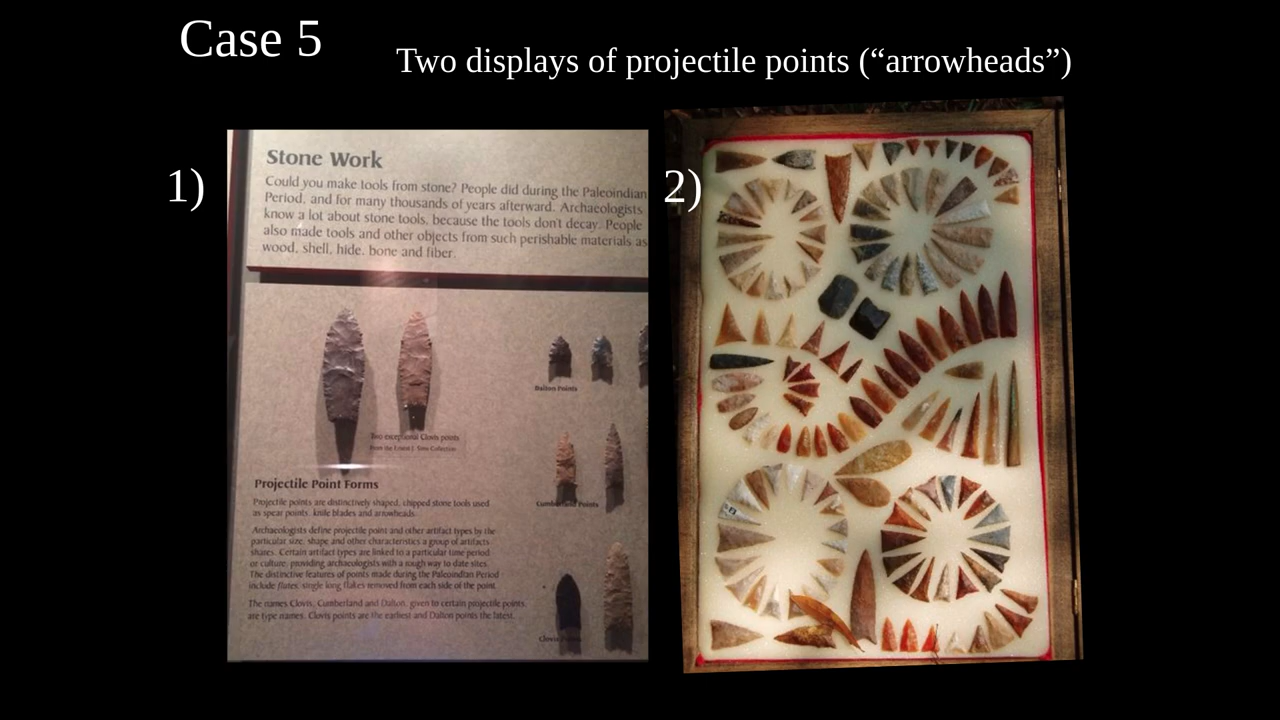 Case 5
Two displays of projectile points (“arrowheads”)
1)
2)
Stone Work
Could you make tools from stone? People did during the Paleoindian
Period, and for many thousands of years afterward. Archaeologists
know a lot about stone tools, because the tools don't decay. People
also made tools and other objects from such perishable materials as
wood, shell, hide, bone and fiber.
Dalton Points
Two exceptional Clovis points
from the Ernest J. Sims Collection
Cumberland Points
Projectile Point Forms
Projectile points are distinctively shaped, chipped stone tools used
as spear points, knife blades and arrowheads.
Archaeologists define projectile point and other artifact types by the
particular size, shape and other characteristics a group of artifacts
shares. Certain artifact types are linked to a particular time period
or culture, providing archaeologists with a rough way to date sites.
The distinctive features of points made during the Paleoindian Period
include flutes, single long flakes removed from each side of the point.
The names Clovis, Cumberland and Dalton, given to certain projectile points,
are type names. Clovis points are the earliest and Dalton points the latest.
Clovis Points